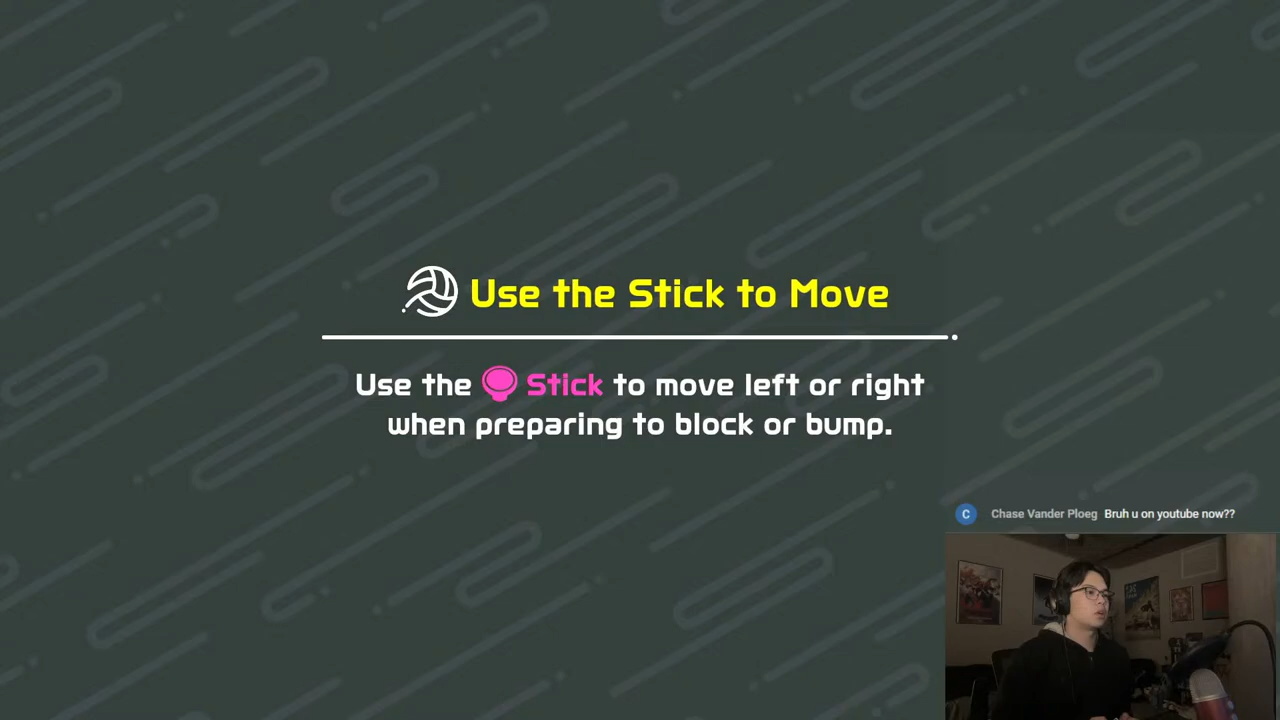 Use the Stick to Move
Use the Stick to move left or right
when preparing to block or bump.
C Chase Vander Ploeg Bruh u on youtube now??